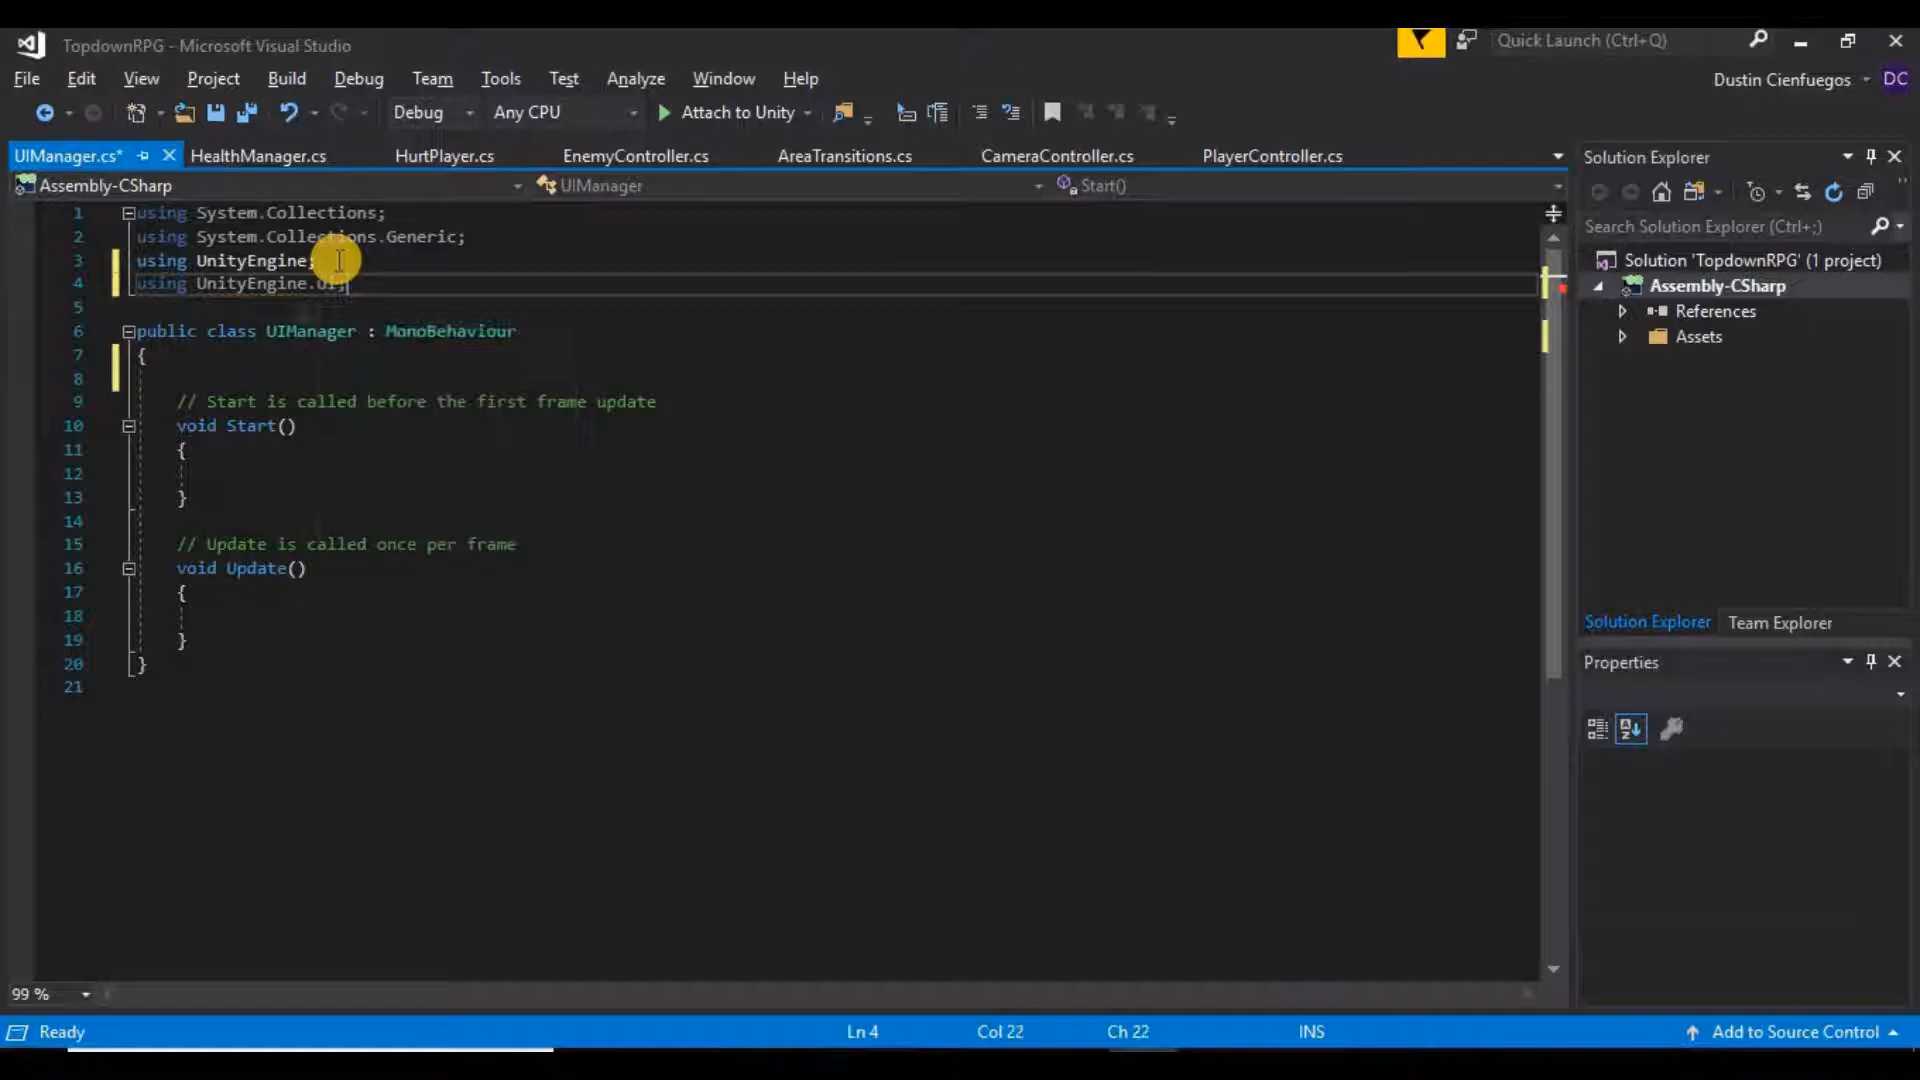 TopdownRPG - Microsoft Visual Studio
Quick Launch (Ctrl+Q)
File Edit View Project Build Debug Team Tools Test Analyze Window Help
Dustin Cienfuegos DC
Debug Any CPU Attach to Unity
UIManager.cs* HealthManager.cs HurtPlayer.cs EnemyController.cs AreaTransitions.cs CameraController.cs PlayerController.cs
Assembly-CSharp UIManager Start()
1 using System.Collections;
2 using System.Collections.Generic;
3 using UnityEngine;
4 using UnityEngine.UI;
5
6 public class UIManager : MonoBehaviour
7 {
8
9 // Start is called before the first frame update
10 void Start()
11 {
12
13 }
14
15 // Update is called once per frame
16 void Update()
17 {
18
19 }
20 }
21
99 %
Solution Explorer
Search Solution Explorer (Ctrl+;)
Solution 'TopdownRPG' (1 project)
Assembly-CSharp
References
Assets
Solution Explorer Team Explorer
Properties
Ready Ln 4 Col 22 Ch 22 INS Add to Source Control